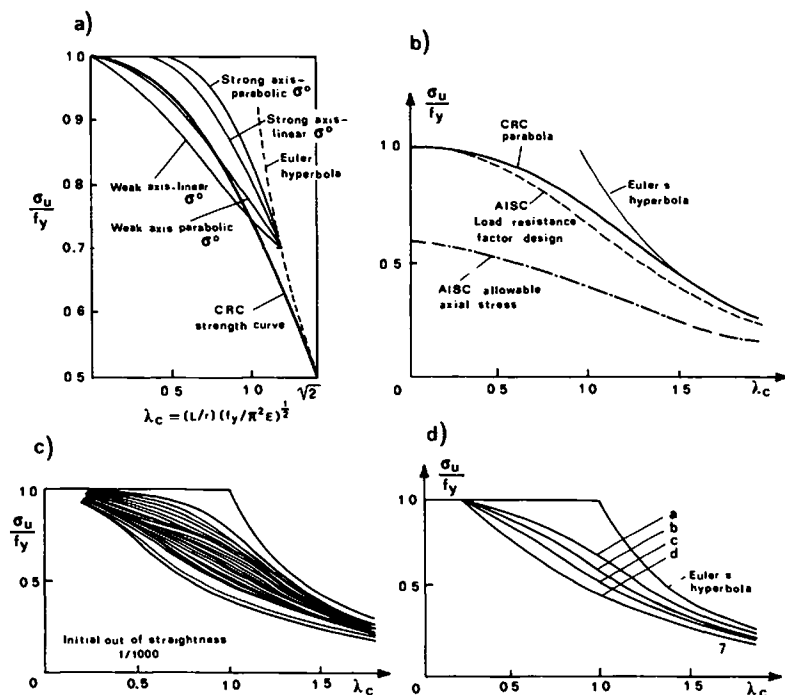 a)
1.0
0.9
0.8
σu
fy
0.7
0.6
0.5
Strong axis-
parabolic σ°
Strong axis-
linear σ°
Euler
hyperbola
Weak axis-linear
σ°
Weak axis parabolic
σ°
CRC
strength curve
0.5
1.0
√2
λc = (L/r) (fy/π²E)^1/2
b)
σu
fy
1.0
0 5
CRC
parabola
Euler s
hyperbola
AISC
Load resistance
factor design
AISC allowable
axial stress
0.5
1.0
1.5
λc
c)
σu
fy
1 0
0 5
Initial out of straightness
1/1000
0.5
1.0
1.5
λc
d)
σu
fy
1 0
0 5
a
b
c
d
Euler s
hyperbola
7
0.5
1.0
1.5
λc